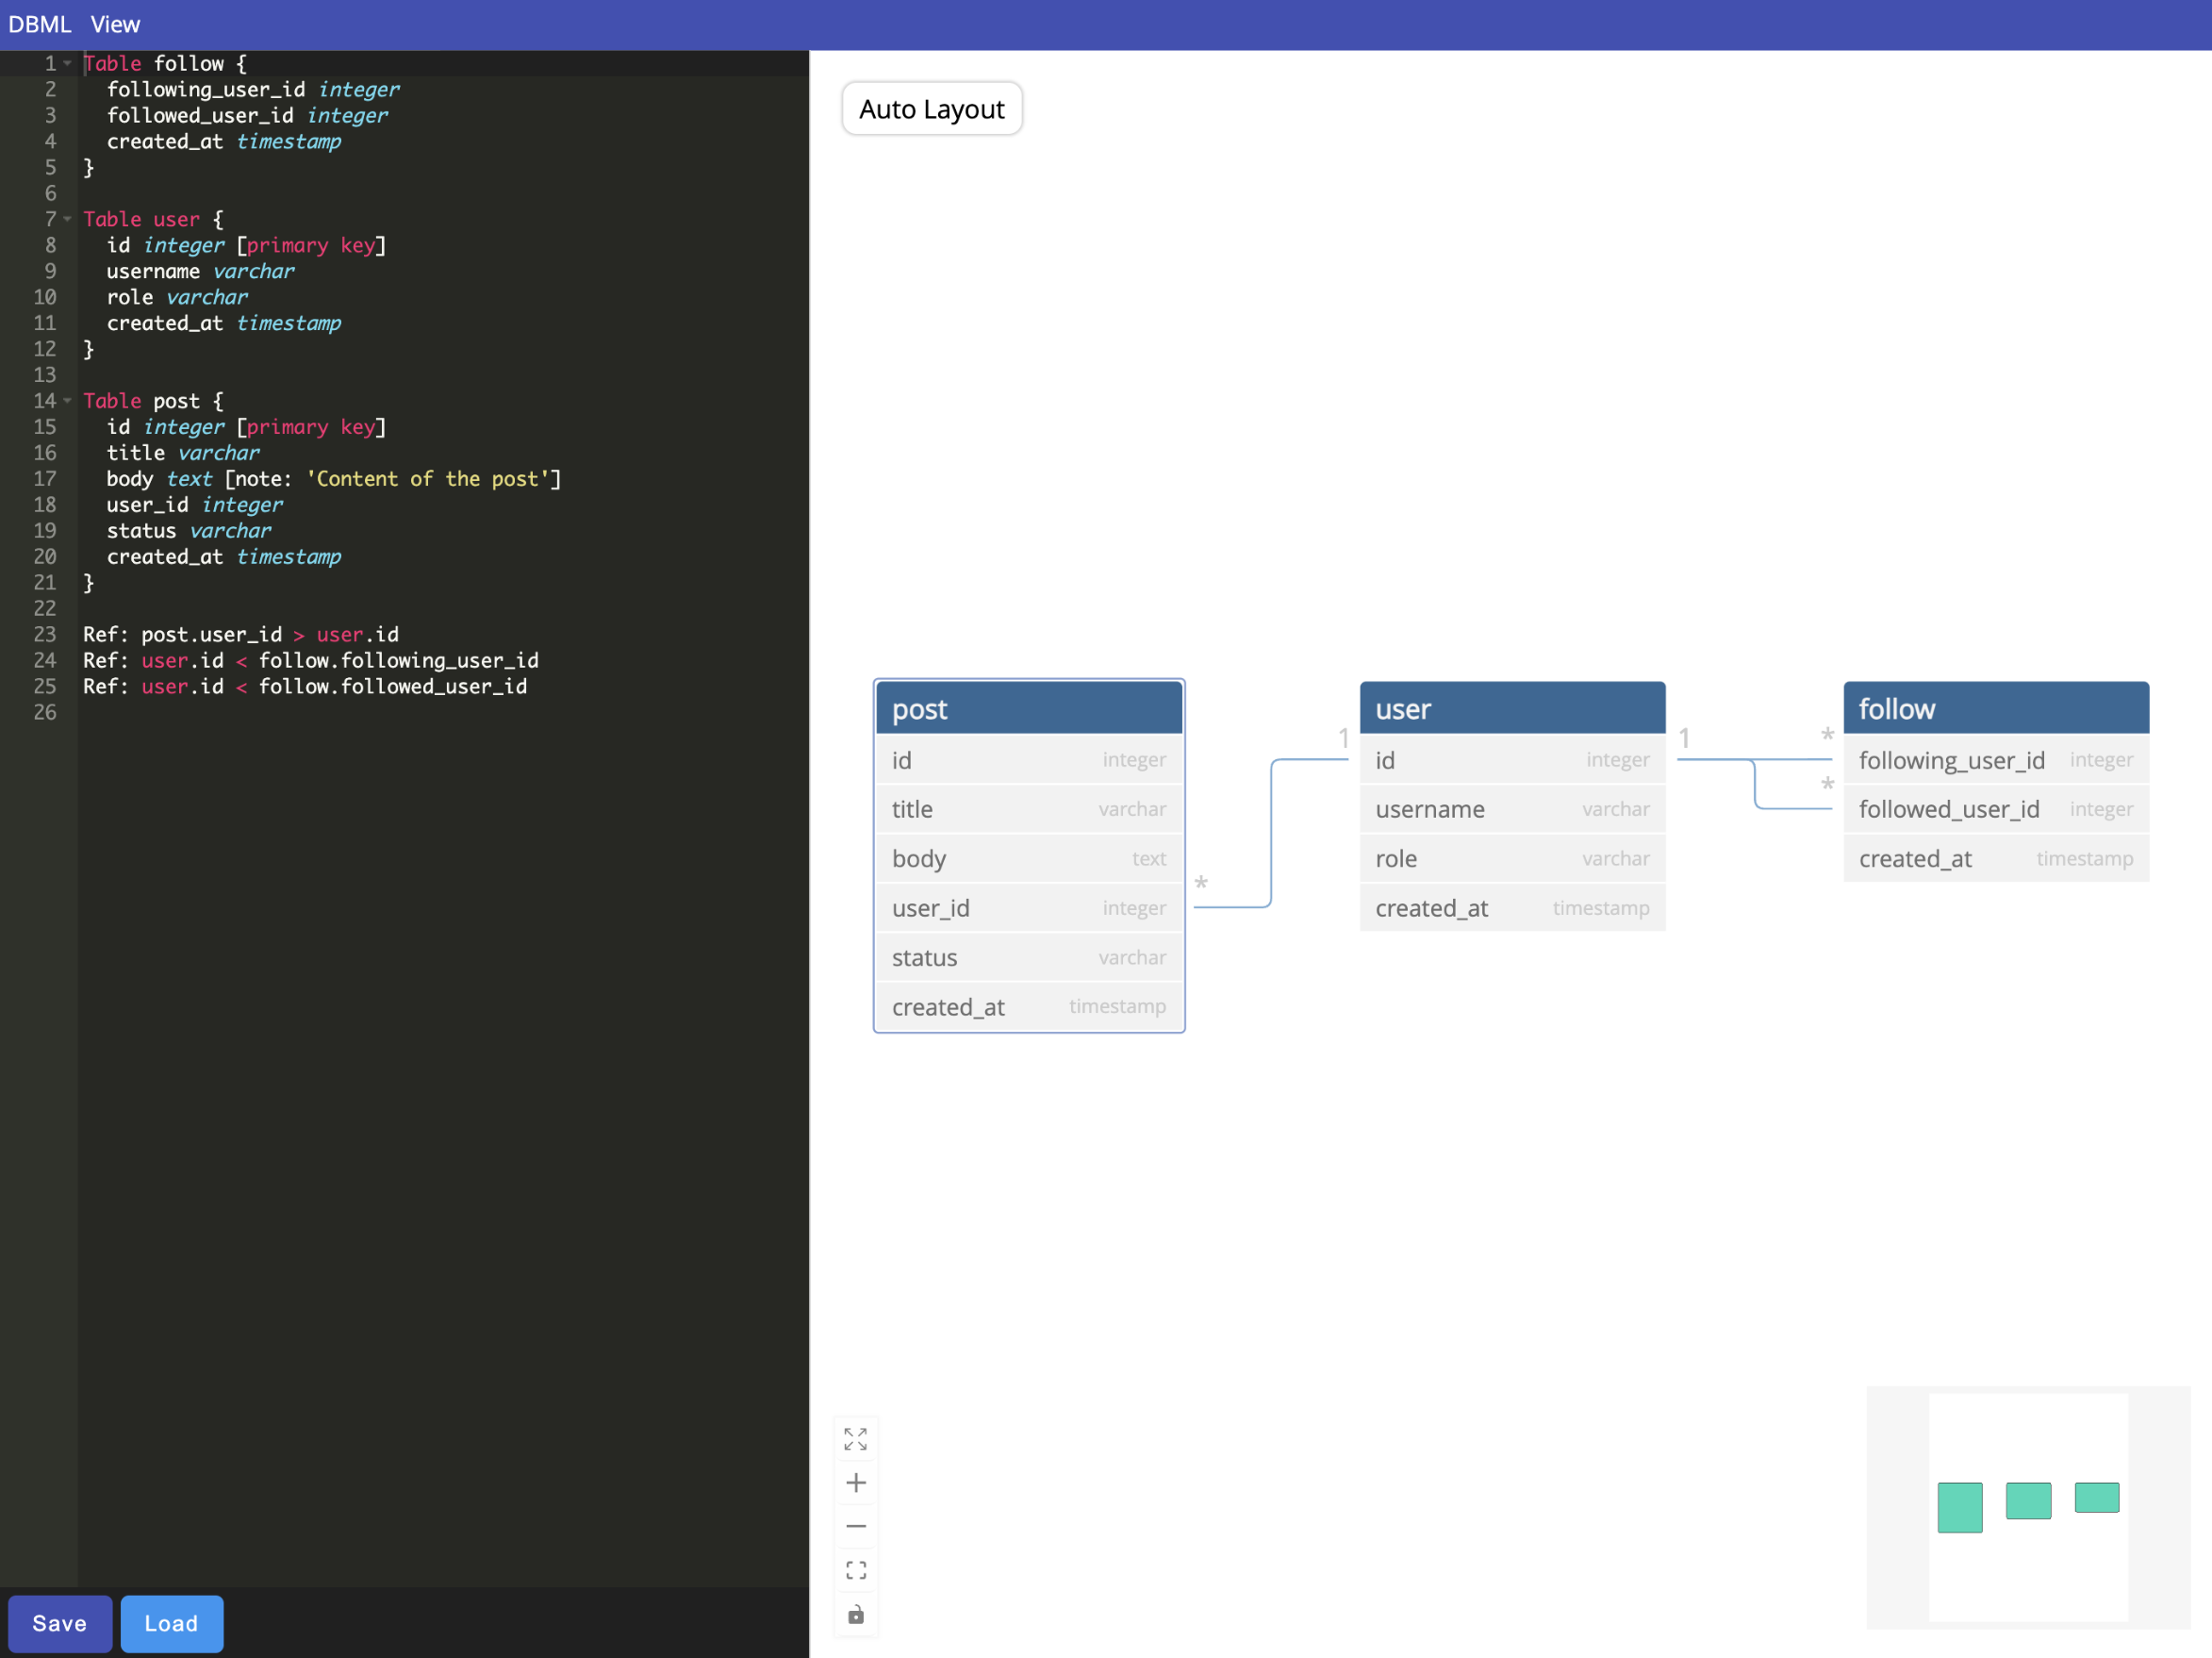 DBML View
1 Table follow {
2 following_user_id integer
3 followed_user_id integer
4 created_at timestamp
5 }
6
7 Table user {
8 id integer [primary key]
9 username varchar
10 role varchar
11 created_at timestamp
12 }
13
14 Table post {
15 id integer [primary key]
16 title varchar
17 body text [note: 'Content of the post']
18 user_id integer
19 status varchar
20 created_at timestamp
21 }
22
23 Ref: post.user_id > user.id
24 Ref: user.id < follow.following_user_id
25 Ref: user.id < follow.followed_user_id
26
Save Load
Auto Layout
post
id integer
title varchar
body text
user_id integer
status varchar
created_at timestamp
*
1
user
id integer
username varchar
role varchar
created_at timestamp
1
*
*
follow
following_user_id integer
followed_user_id integer
created_at timestamp